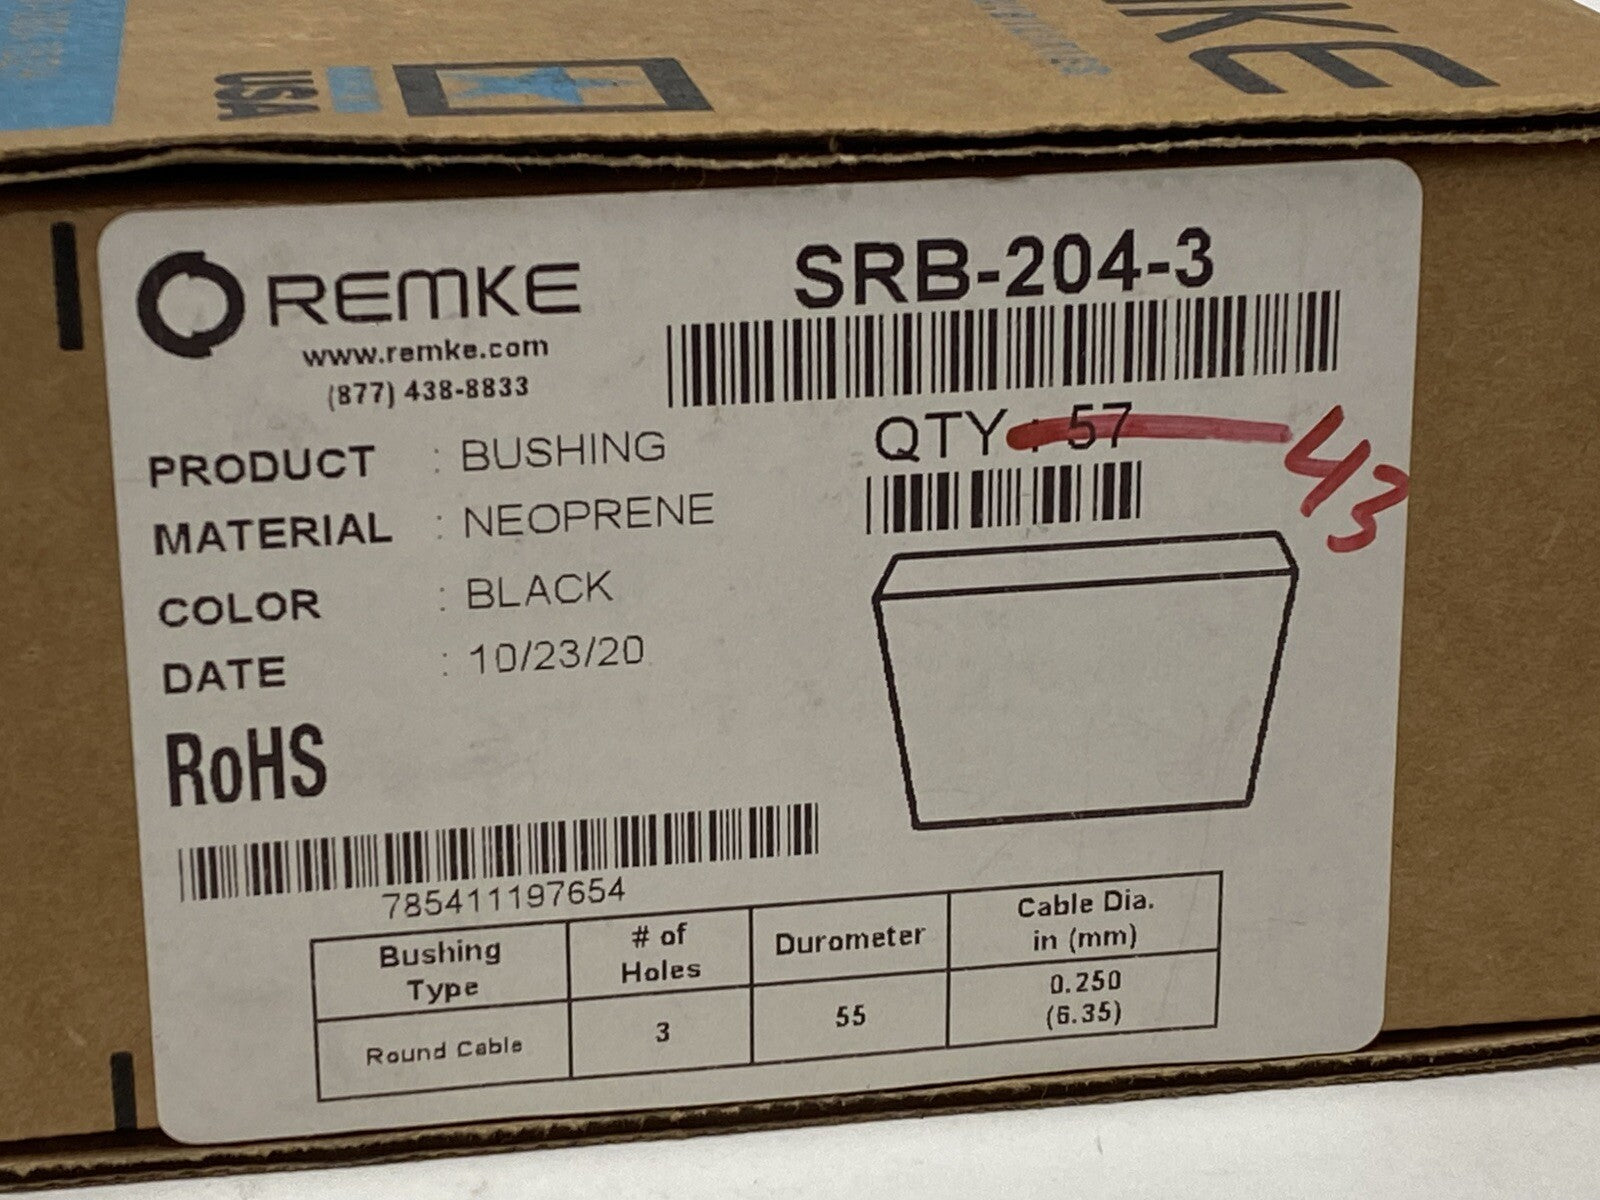 USA
KE
REMKE
www.remke.com
(877) 438-8833
SRB-204-3
QTY : 57
43
PRODUCT : BUSHING
MATERIAL : NEOPRENE
COLOR : BLACK
DATE : 10/23/20
RoHS
785411197654
Bushing Type
# of Holes
Durometer
Cable Dia. in (mm)
Round Cable
3
55
0.250
(6.35)